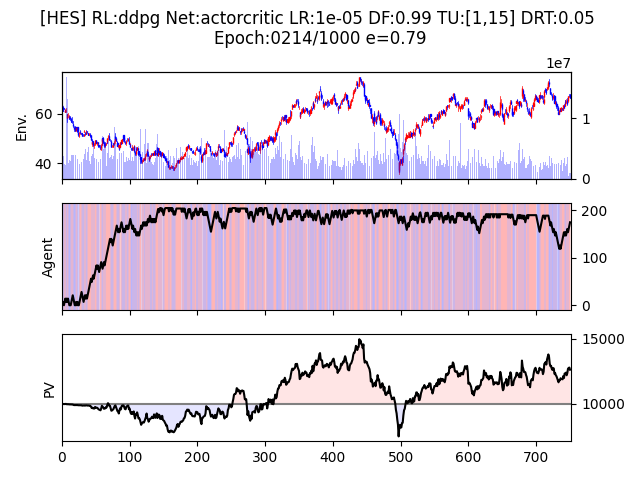 [HES] RL:ddpg Net:actorcritic LR:1e-05 DF:0.99 TU:[1,15] DRT:0.05
Epoch:0214/1000 e=0.79
1e7
Env.
60
40
1
0
Agent
200
100
0
PV
15000
10000
0
100
200
300
400
500
600
700